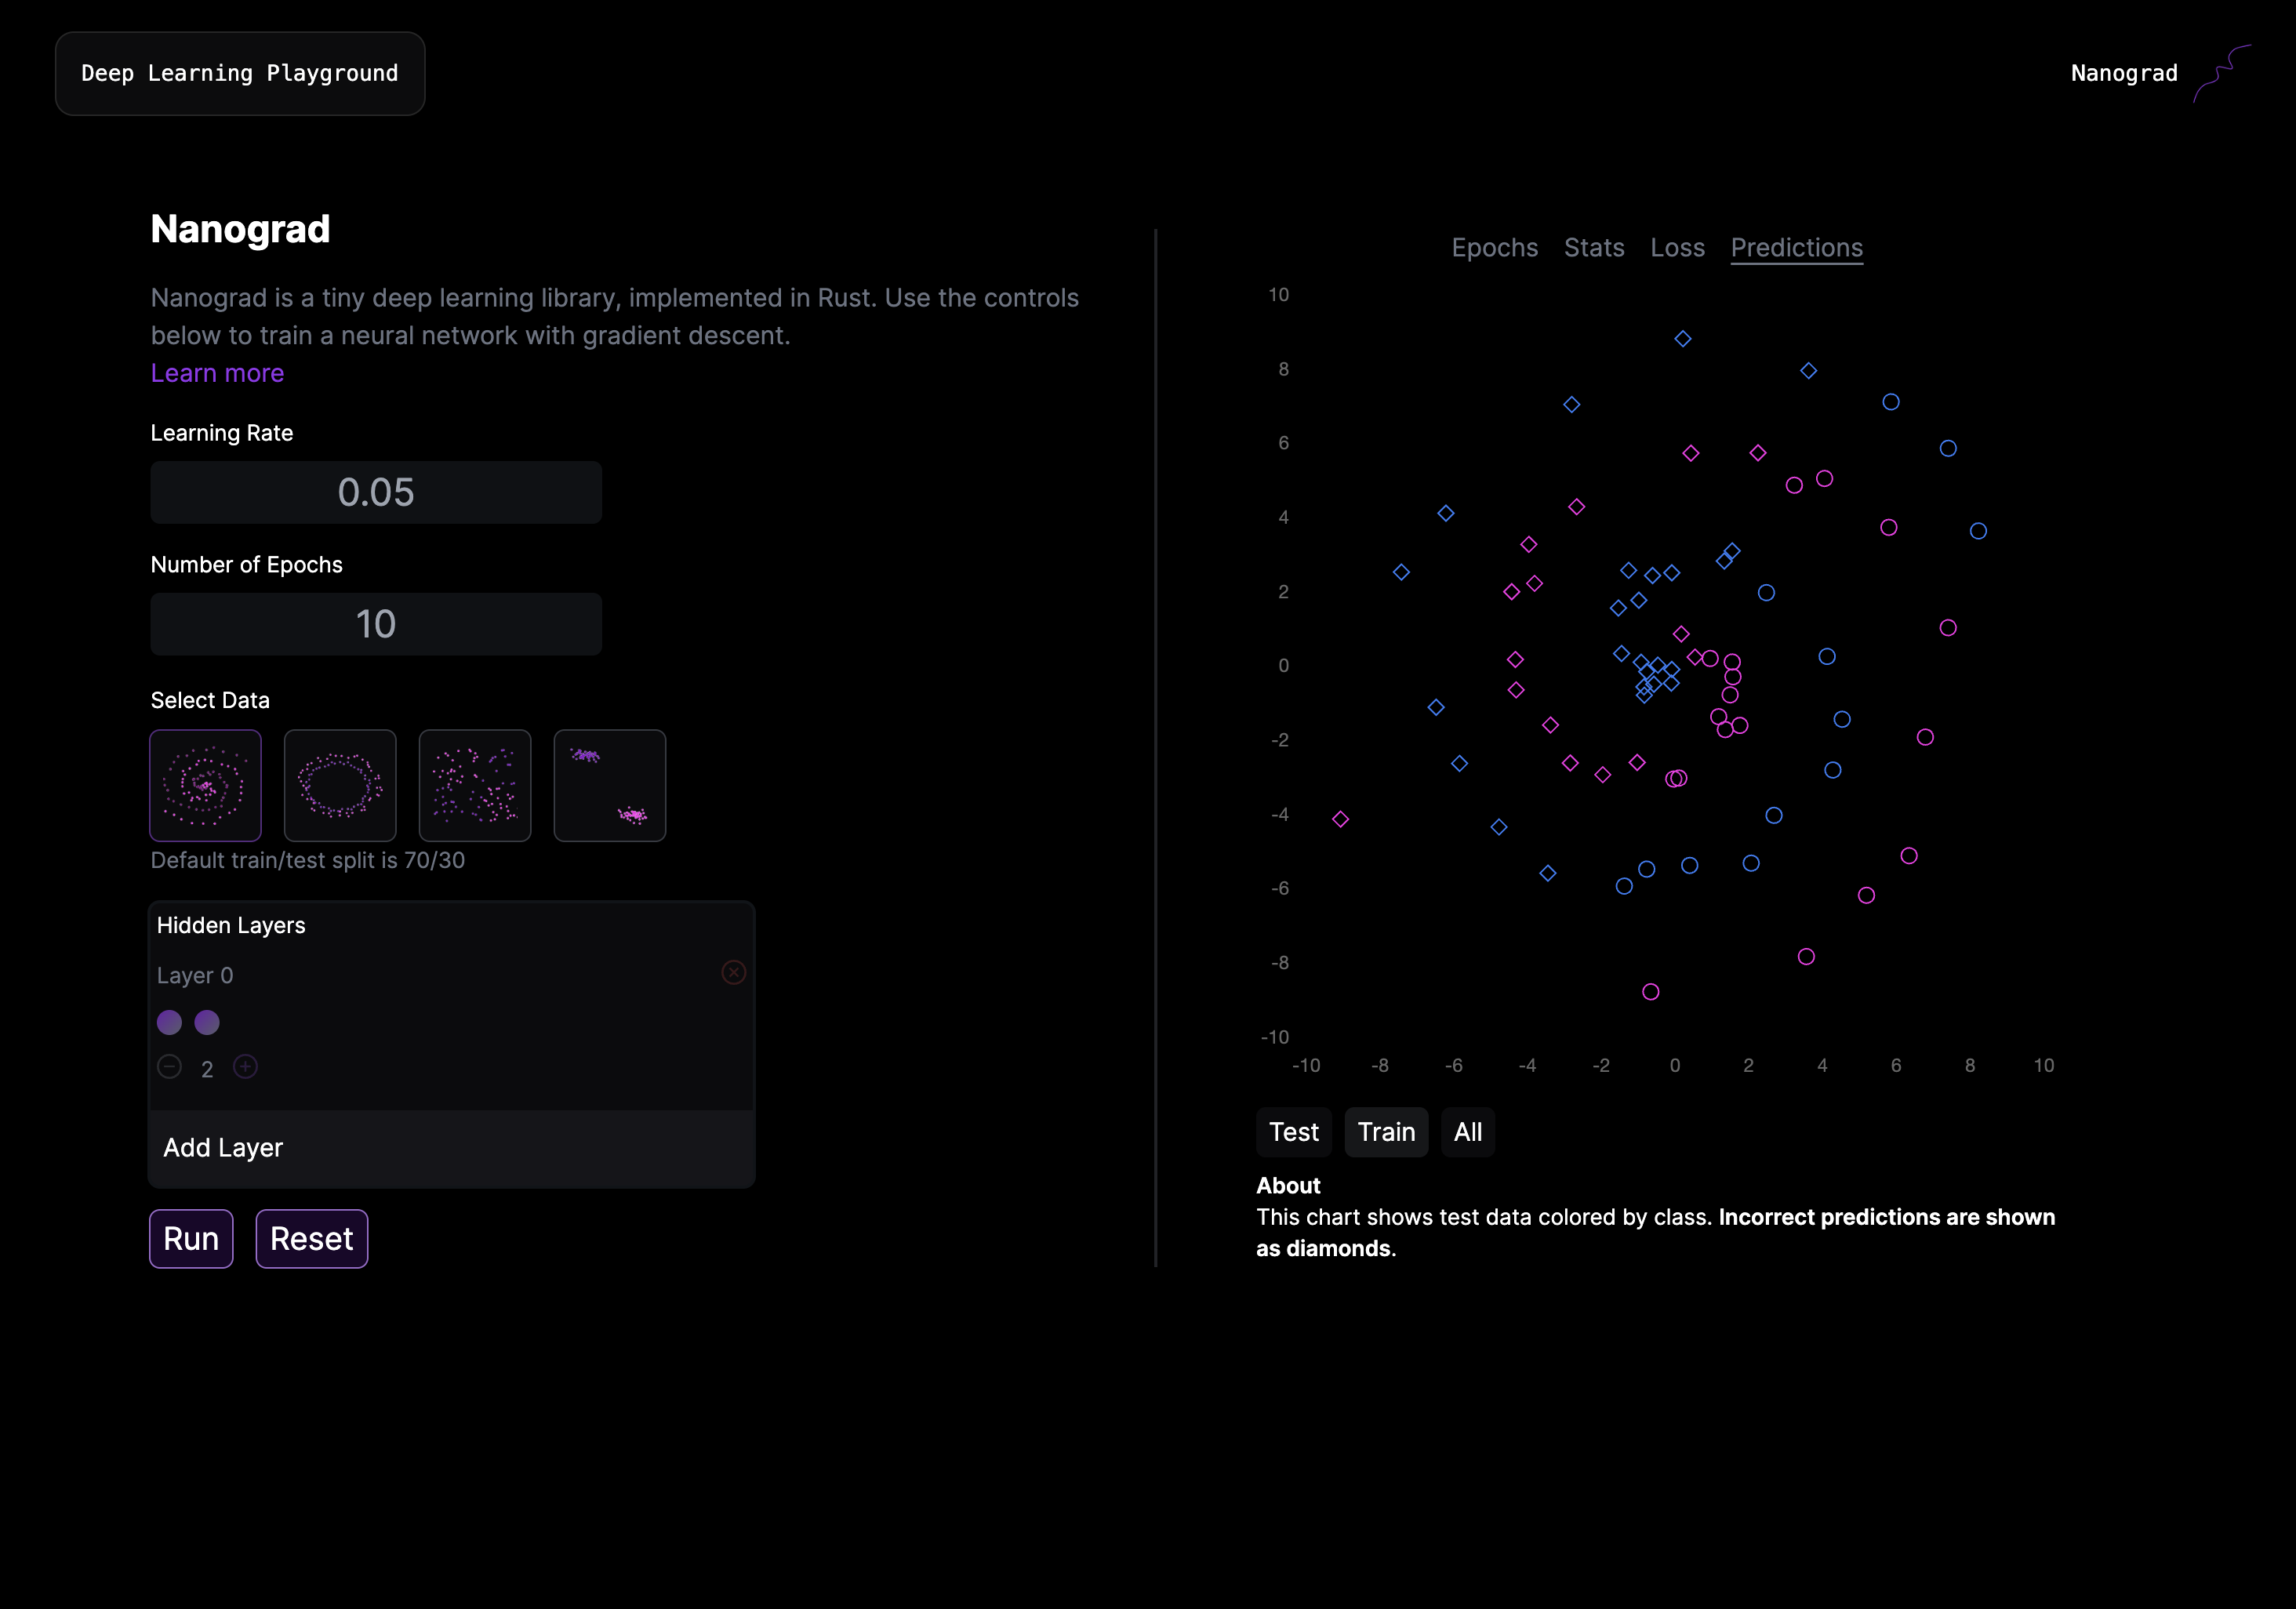 Deep Learning Playground
Nanograd
Nanograd
Nanograd is a tiny deep learning library, implemented in Rust. Use the controls
below to train a neural network with gradient descent.
Learn more
Learning Rate
0.05
Number of Epochs
10
Select Data
Default train/test split is 70/30
Hidden Layers
Layer 0
2
Add Layer
Run Reset
Epochs Stats Loss Predictions
10
8
6
4
2
0
-2
-4
-6
-8
-10
-10 -8 -6 -4 -2 0 2 4 6 8 10
Test Train All
About
This chart shows test data colored by class. Incorrect predictions are shown
as diamonds.